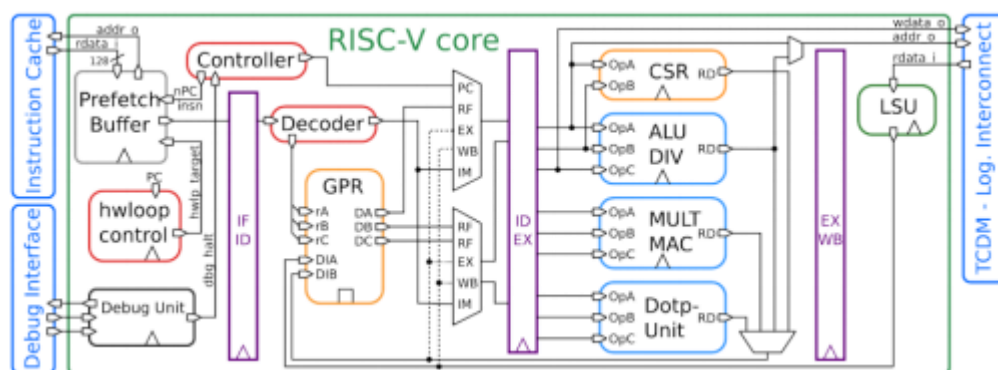 RISC-V core
Instruction Cache
addr_o
rdata_i
128
Prefetch
Buffer
nPC
insn
Controller
hwlp_target
PC
hwloop
control
dbg_halt
Debug Interface
Debug Unit
IF
ID
Decoder
GPR
rA
rB
rC
DIA
DIB
DA
DB
DC
PC
RF
EX
WB
IM
RF
RF
EX
WB
IM
ID
EX
OpA
OpB
CSR
RD
OpA
OpB
OpC
ALU
DIV
RD
OpA
OpB
OpC
MULT
MAC
RD
OpA
OpB
OpC
Dotp-
Unit
RD
EX
WB
wdata_o
addr_o
rdata_i
LSU
TCDM - Log. Interconnect